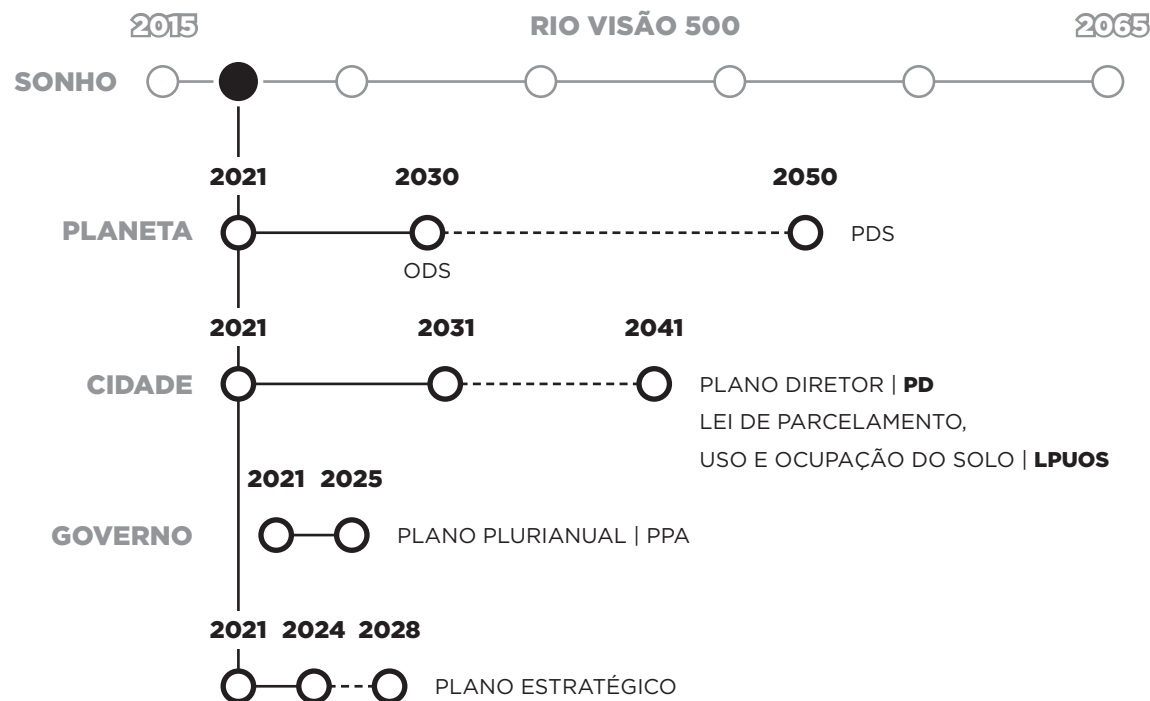 2015 RIO VISÃO 500 2065
SONHO
2021 2030 2050
PLANETA PDS
ODS
2021 2031 2041
CIDADE PLANO DIRETOR | PD
LEI DE PARCELAMENTO,
USO E OCUPAÇÃO DO SOLO | LPUOS
2021 2025
GOVERNO PLANO PLURIANUAL | PPA
2021 2024 2028
PLANO ESTRATÉGICO